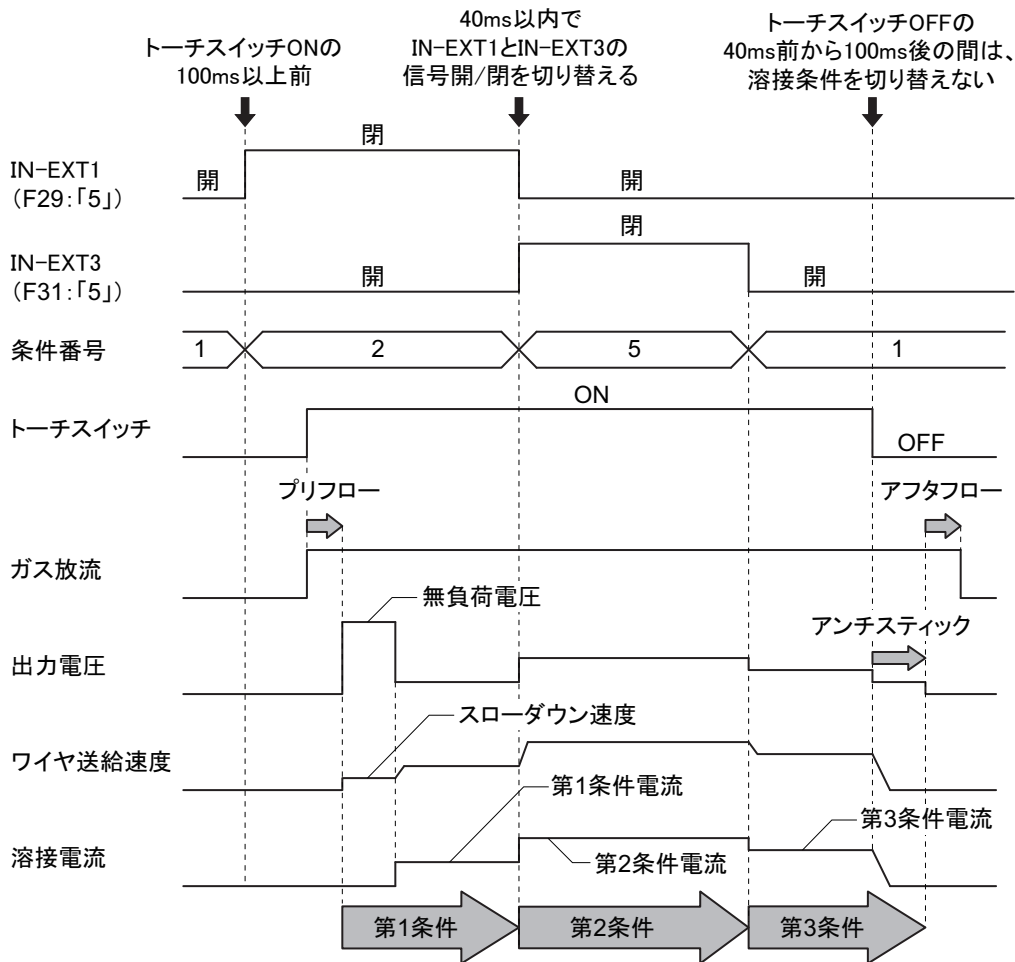 トーチスイッチONの
100ms以上前
40ms以内で
IN-EXT1とIN-EXT3の
信号開/閉を切り替える
トーチスイッチOFFの
40ms前から100ms後の間は、
溶接条件を切り替えない
IN-EXT1
(F29:「5」)
開
閉
開
IN-EXT3
(F31:「5」)
開
閉
開
条件番号
1
2
5
1
トーチスイッチ
ON
OFF
プリフロー
アフタフロー
ガス放流
無負荷電圧
アンチスティック
出力電圧
スローダウン速度
ワイヤ送給速度
第1条件電流
第3条件電流
溶接電流
第2条件電流
第1条件
第2条件
第3条件